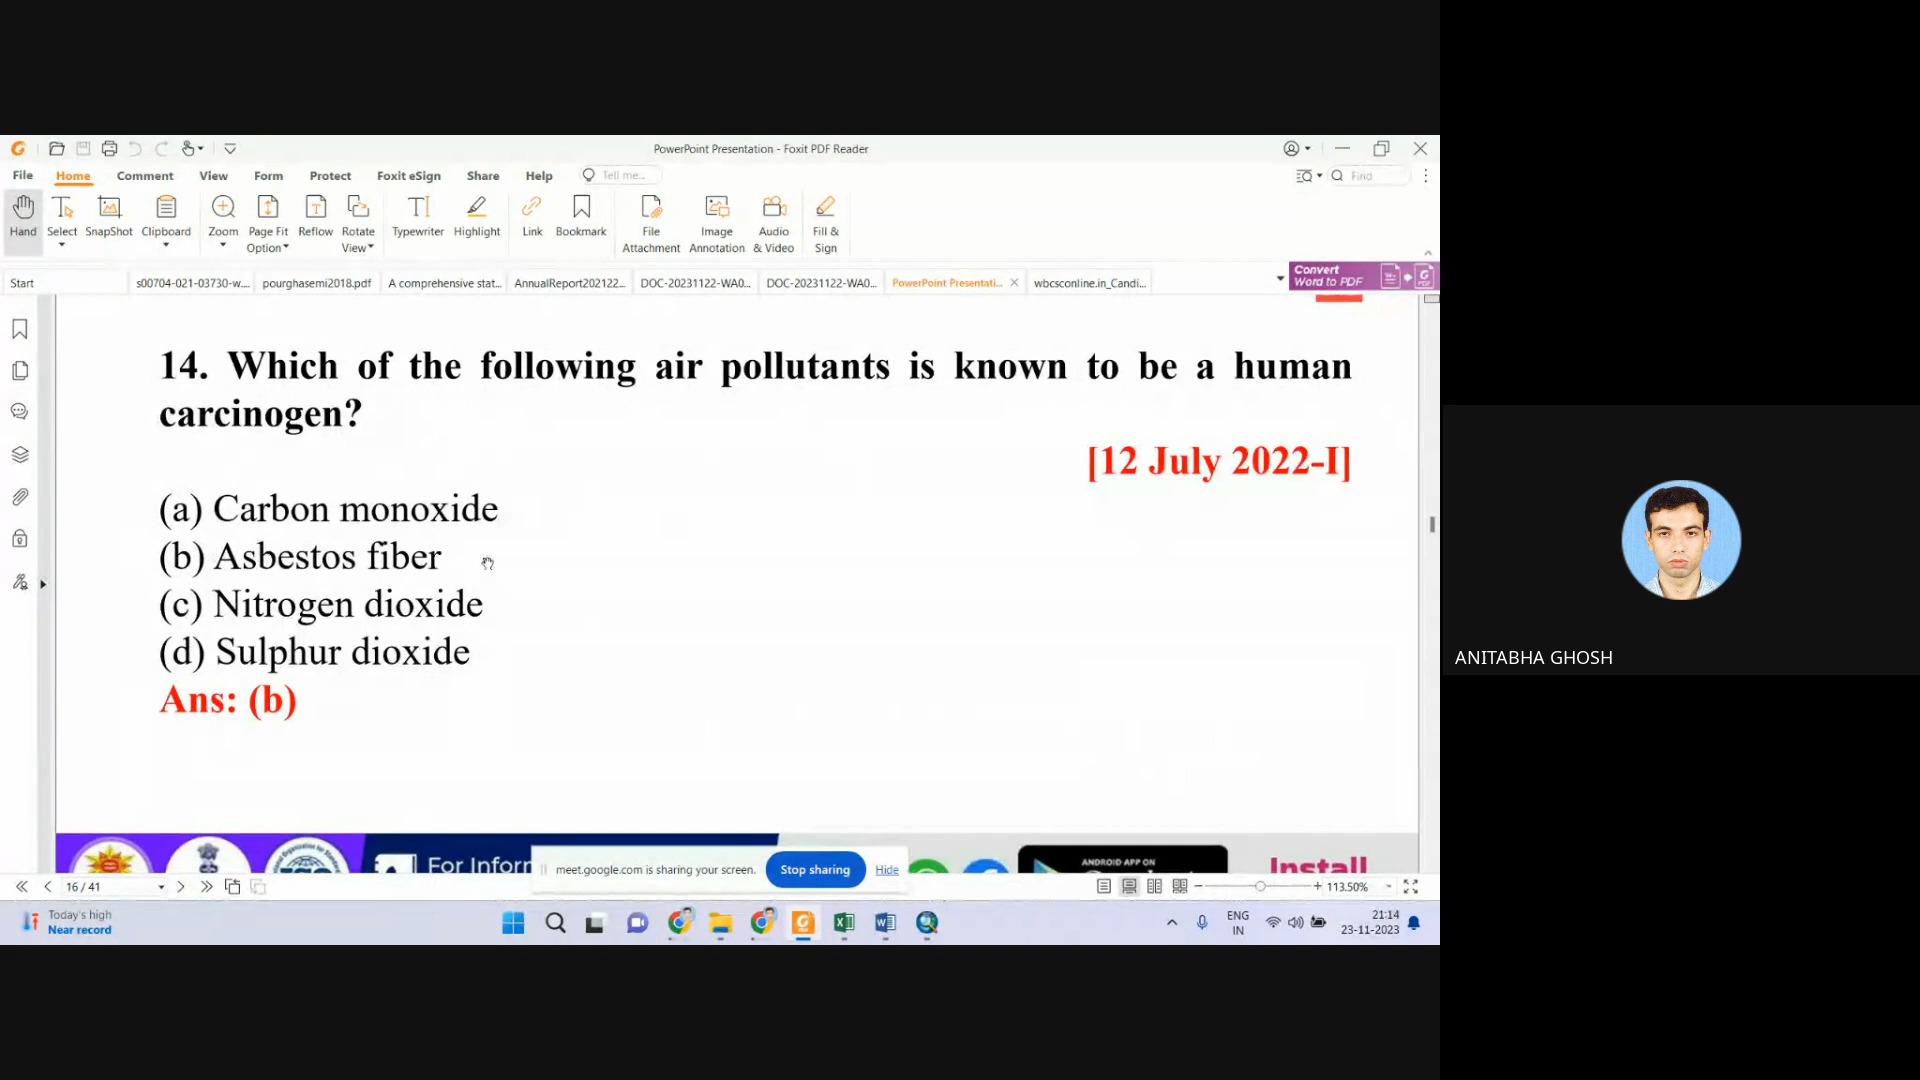 PowerPoint Presentation - Foxit PDF Reader
File Home Comment View Form Protect Foxit eSign Share Help Tell me... Find
Hand Select SnapShot Clipboard Zoom Page Fit Option Reflow Rotate View Typewriter Highlight Link Bookmark File Attachment Image Annotation Audio & Video Fill & Sign
Start s00704-021-03730-w... pourghasemi2018.pdf A comprehensive stat... AnnualReport202122... DOC-20231122-WA0... DOC-20231122-WA0... PowerPoint Presentati... wbcsconline.in_Candi...
Convert
Word to PDF
14. Which of the following air pollutants is known to be a human
carcinogen?
[12 July 2022-I]
(a) Carbon monoxide
(b) Asbestos fiber
(c) Nitrogen dioxide
(d) Sulphur dioxide
Ans: (b)
ANITABHA GHOSH
For Inform
ANDROID APP ON
Install
meet.google.com is sharing your screen. Stop sharing Hide
16 / 41
113.50%
Today's high
Near record
ENG
IN
21:14
23-11-2023